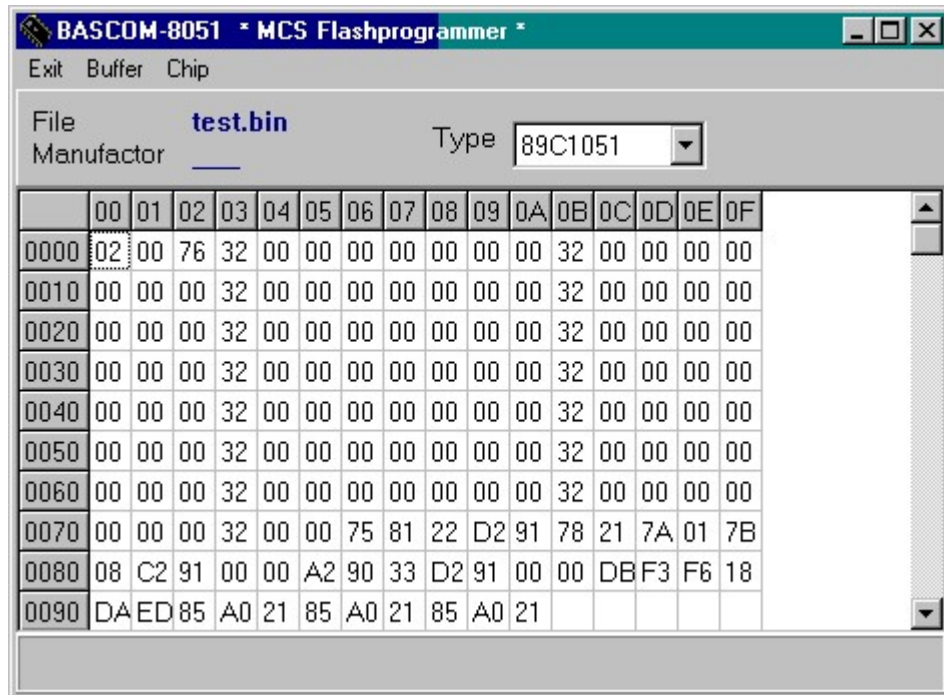 BASCOM-8051 * MCS Flashprogrammer *
Exit Buffer Chip
File test.bin
Type 89C1051
Manufactor ___
00 01 02 03 04 05 06 07 08 09 0A 0B 0C 0D 0E 0F
0000 02 00 76 32 00 00 00 00 00 00 00 32 00 00 00 00
0010 00 00 00 32 00 00 00 00 00 00 00 32 00 00 00 00
0020 00 00 00 32 00 00 00 00 00 00 00 32 00 00 00 00
0030 00 00 00 32 00 00 00 00 00 00 00 32 00 00 00 00
0040 00 00 00 32 00 00 00 00 00 00 00 32 00 00 00 00
0050 00 00 00 32 00 00 00 00 00 00 00 32 00 00 00 00
0060 00 00 00 32 00 00 00 00 00 00 00 32 00 00 00 00
0070 00 00 00 32 00 00 75 81 22 D2 91 78 21 7A 01 7B
0080 08 C2 91 00 00 A2 90 33 D2 91 00 00 DB F3 F6 18
0090 DA ED 85 A0 21 85 A0 21 85 A0 21